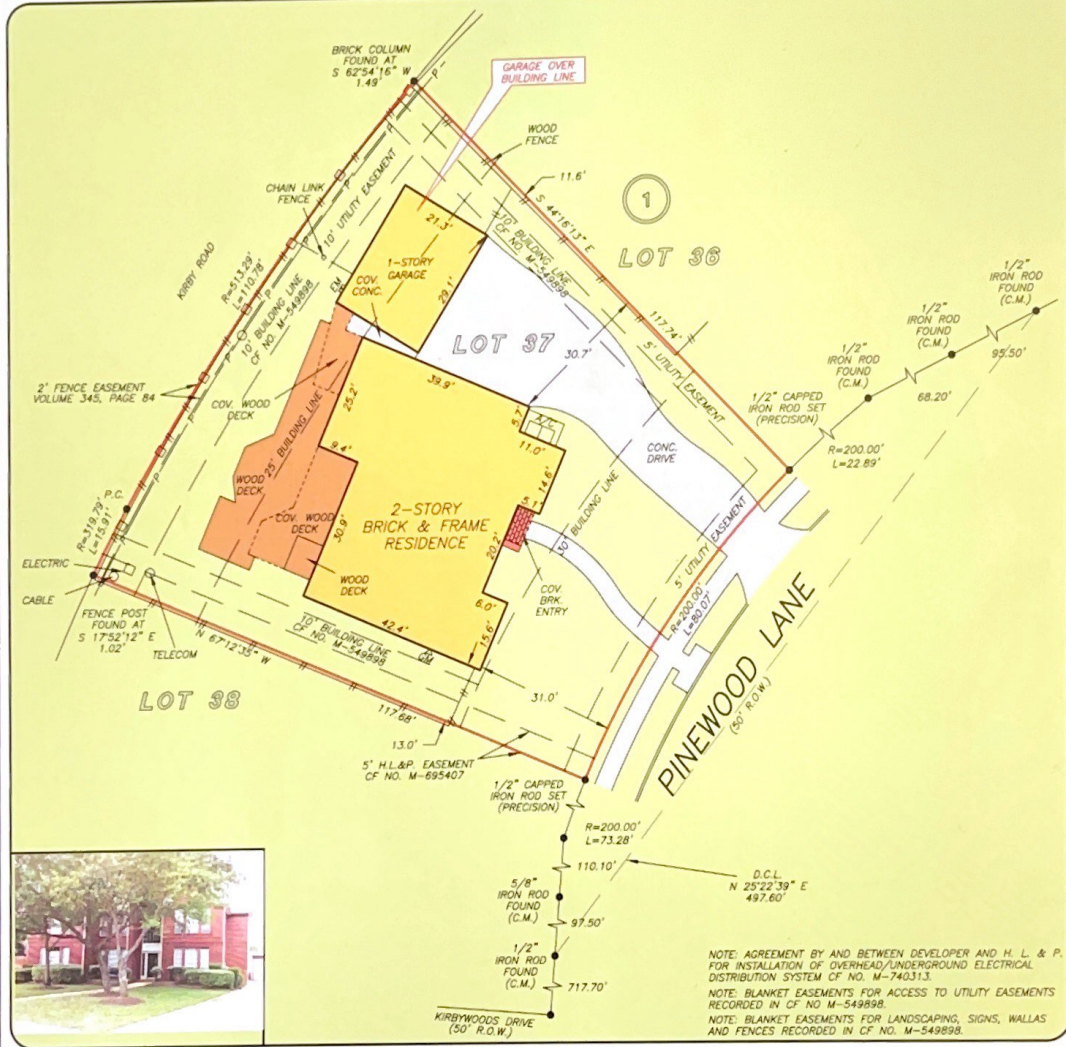 BRICK COLUMN
FOUND AT
S 62°54'16" W
1.49'
GARAGE OVER
BUILDING LINE
WOOD
FENCE
11.6'
S 44°16'13" E
117.74'
1
LOT 36
CHAIN LINK
FENCE
10' UTILITY EASEMENT
KIRBY ROAD
R=513.29'
L=110.78'
10' BUILDING LINE
CF NO. M-549898
EM
21.3'
1-STORY
GARAGE
29.1'
COV.
CONC.
10' BUILDING LINE
CF NO. M-549898
LOT 37
30.7'
5' UTILITY EASEMENT
1/2"
IRON ROD
FOUND
(C.M.)
1/2"
IRON ROD
FOUND
(C.M.)
95.50'
1/2"
IRON ROD
FOUND
(C.M.)
68.20'
1/2" CAPPED
IRON ROD SET
(PRECISION)
R=200.00'
L=22.89'
2' FENCE EASEMENT
VOLUME 345, PAGE 84
COV. WOOD
DECK
25' BUILDING LINE
25.2'
39.9'
5.7'
A/C
11.0'
14.6'
CONC.
DRIVE
9.4'
WOOD
DECK
COV. WOOD
DECK
30.9'
2-STORY
BRICK & FRAME
RESIDENCE
20.2'
30' BUILDING LINE
5' UTILITY EASEMENT
P.C.
R=319.79'
L=15.91'
ELECTRIC
CABLE
WOOD
DECK
COV.
BRK.
ENTRY
6.0'
15.6'
42.4'
GM
R=200.00'
L=80.07'
FENCE POST
FOUND AT
S 17°52'12" E
1.02'
TELECOM
N 67°12'35" W
117.68'
10' BUILDING LINE
CF NO. M-549898
31.0'
PINEWOOD LANE
(50' R.O.W.)
LOT 38
13.0'
5' H.L.&P. EASEMENT
CF NO. M-695407
1/2" CAPPED
IRON ROD SET
(PRECISION)
R=200.00'
L=73.28'
110.10'
D.C.L.
N 25°22'39" E
497.60'
5/8"
IRON ROD
FOUND
(C.M.)
97.50'
1/2"
IRON ROD
FOUND
(C.M.)
717.70'
KIRBYWOODS DRIVE
(50' R.O.W.)
NOTE: AGREEMENT BY AND BETWEEN DEVELOPER AND H. L. & P.
FOR INSTALLATION OF OVERHEAD/UNDERGROUND ELECTRICAL
DISTRIBUTION SYSTEM CF NO. M-740313.
NOTE: BLANKET EASEMENTS FOR ACCESS TO UTILITY EASEMENTS
RECORDED IN CF NO M-549898.
NOTE: BLANKET EASEMENTS FOR LANDSCAPING, SIGNS, WALLAS
AND FENCES RECORDED IN CF NO. M-549898.